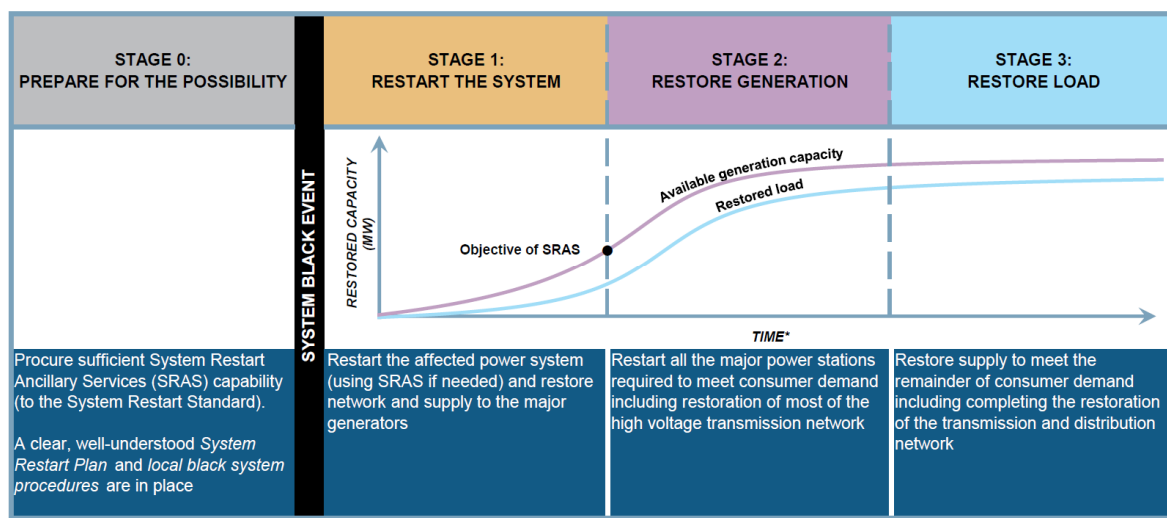 STAGE 0:
PREPARE FOR THE POSSIBILITY
SYSTEM BLACK EVENT
STAGE 1:
RESTART THE SYSTEM
STAGE 2:
RESTORE GENERATION
STAGE 3:
RESTORE LOAD
RESTORED CAPACITY
(MW)
Objective of SRAS
Available generation capacity
Restored load
TIME*
Procure sufficient System Restart
Ancillary Services (SRAS) capability
(to the System Restart Standard).
A clear, well-understood System
Restart Plan and local black system
procedures are in place
Restart the affected power system
(using SRAS if needed) and restore
network and supply to the major
generators
Restart all the major power stations
required to meet consumer demand
including restoration of most of the
high voltage transmission network
Restore supply to meet the
remainder of consumer demand
including completing the restoration
of the transmission and distribution
network